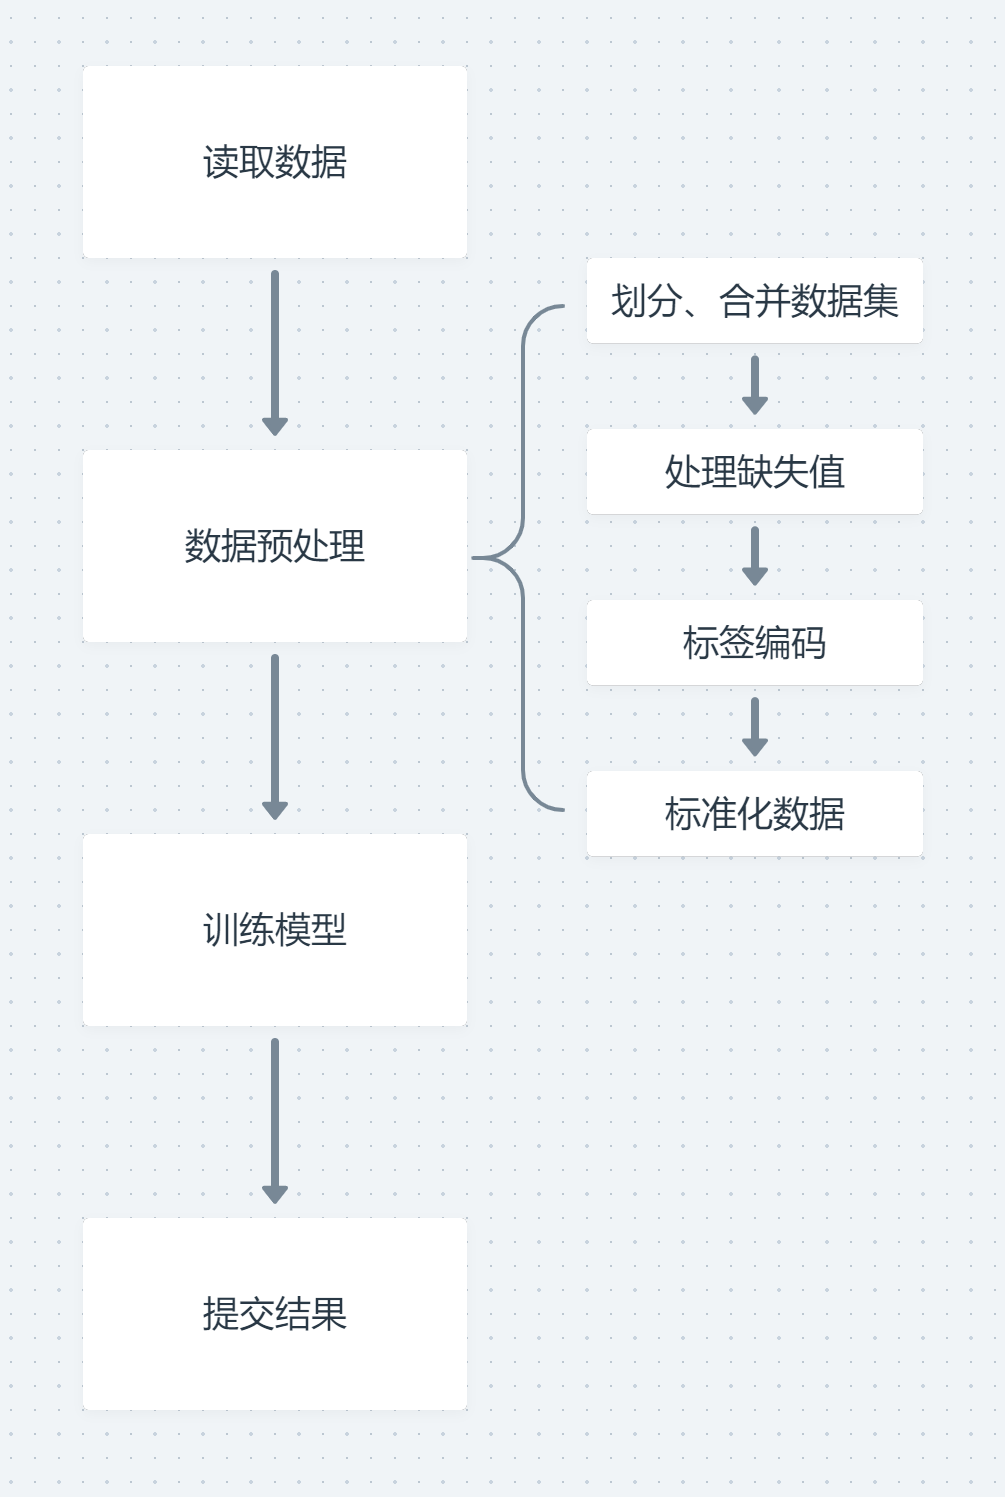 读取数据
数据预处理
训练模型
提交结果
划分、合并数据集
处理缺失值
标签编码
标准化数据